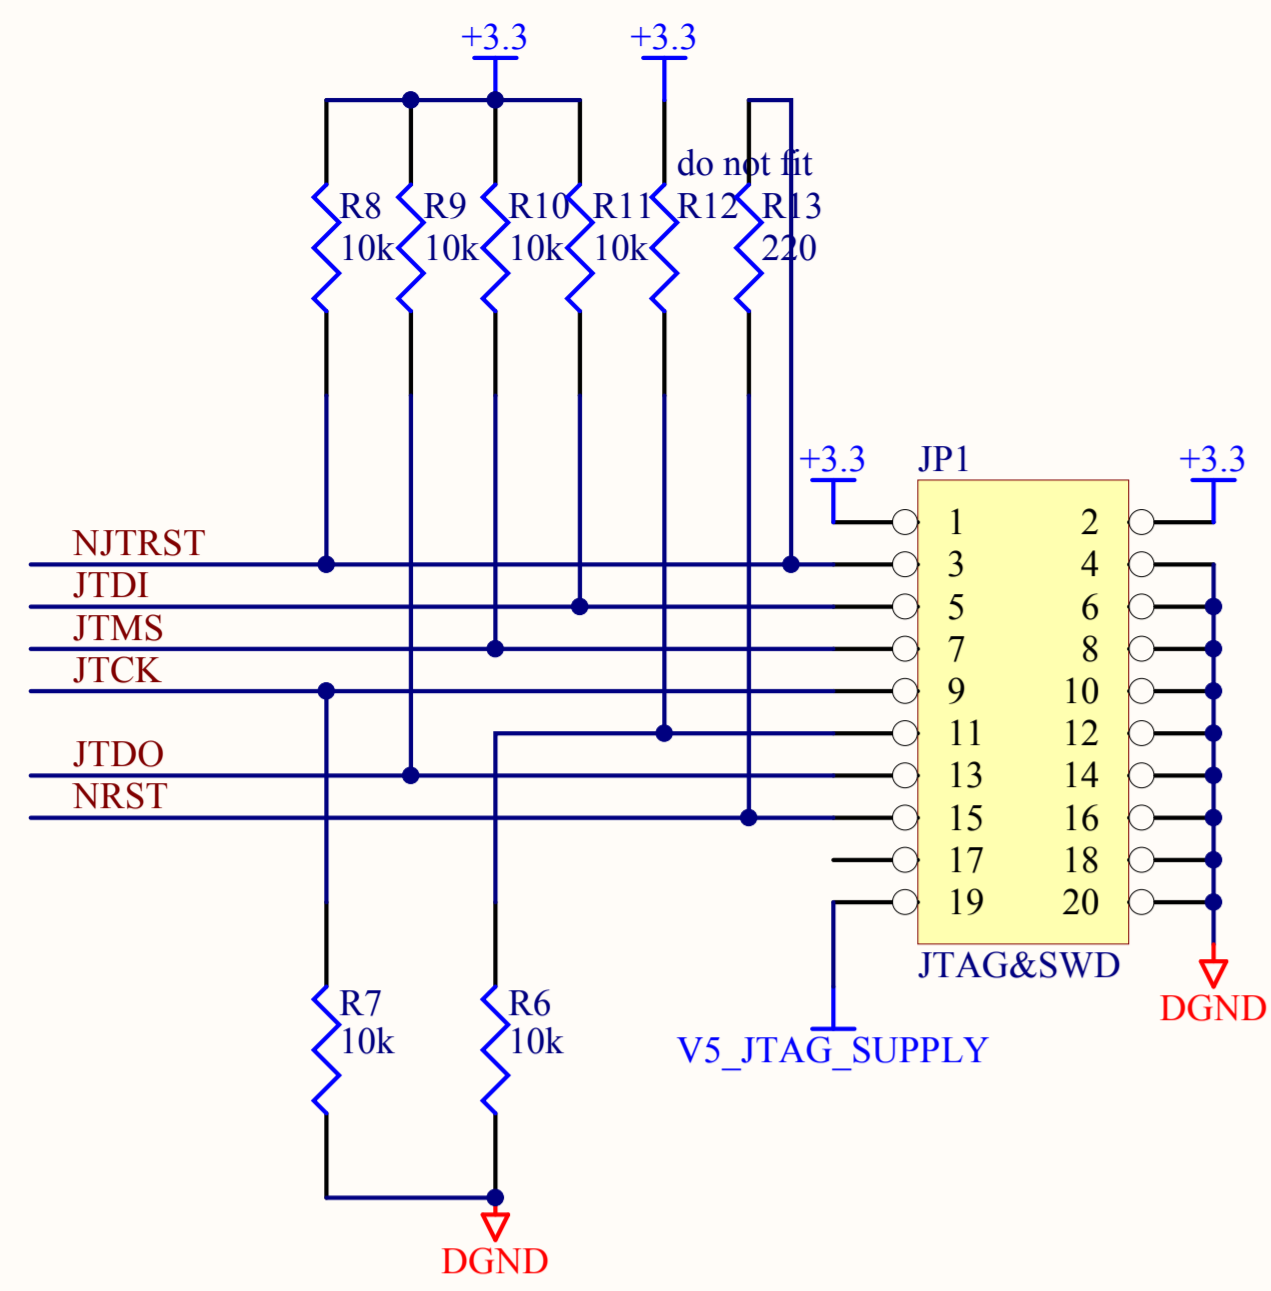 +3.3
+3.3
do not fit
R8
10k
R9
10k
R10
10k
R11
10k
R12
R13
220
+3.3
JP1
+3.3
NJTRST
JTDI
JTMS
JTCK
JTDO
NRST
1 2
3 4
5 6
7 8
9 10
11 12
13 14
15 16
17 18
19 20
JTAG&SWD
DGND
V5_JTAG_SUPPLY
R7
10k
R6
10k
DGND